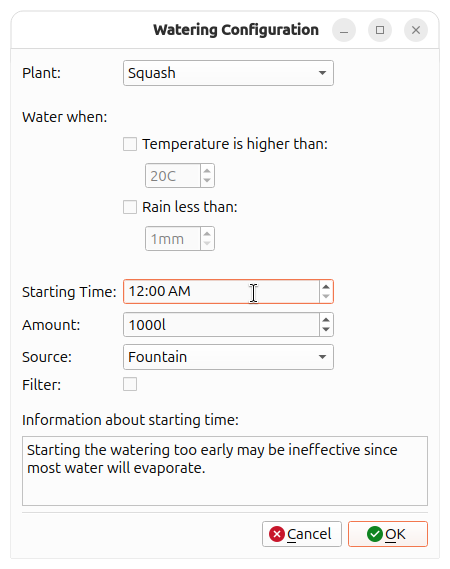 Watering Configuration
Plant: Squash
Water when:
Temperature is higher than:
20C
Rain less than:
1mm
Starting Time: 12:00 AM
Amount: 1000l
Source: Fountain
Filter:
Information about starting time:
Starting the watering too early may be ineffective since
most water will evaporate.
Cancel OK